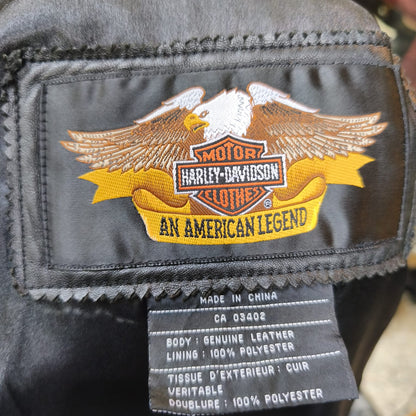 MOTOR
HARLEY-DAVIDSON
CLOTHES
®
AN AMERICAN LEGEND
MADE IN CHINA
CA 03402
BODY : GENUINE LEATHER
LINING : 100% POLYESTER
TISSUE D'EXTERIEUR : CUIR
VERITABLE
DOUBLURE : 100% POLYESTER